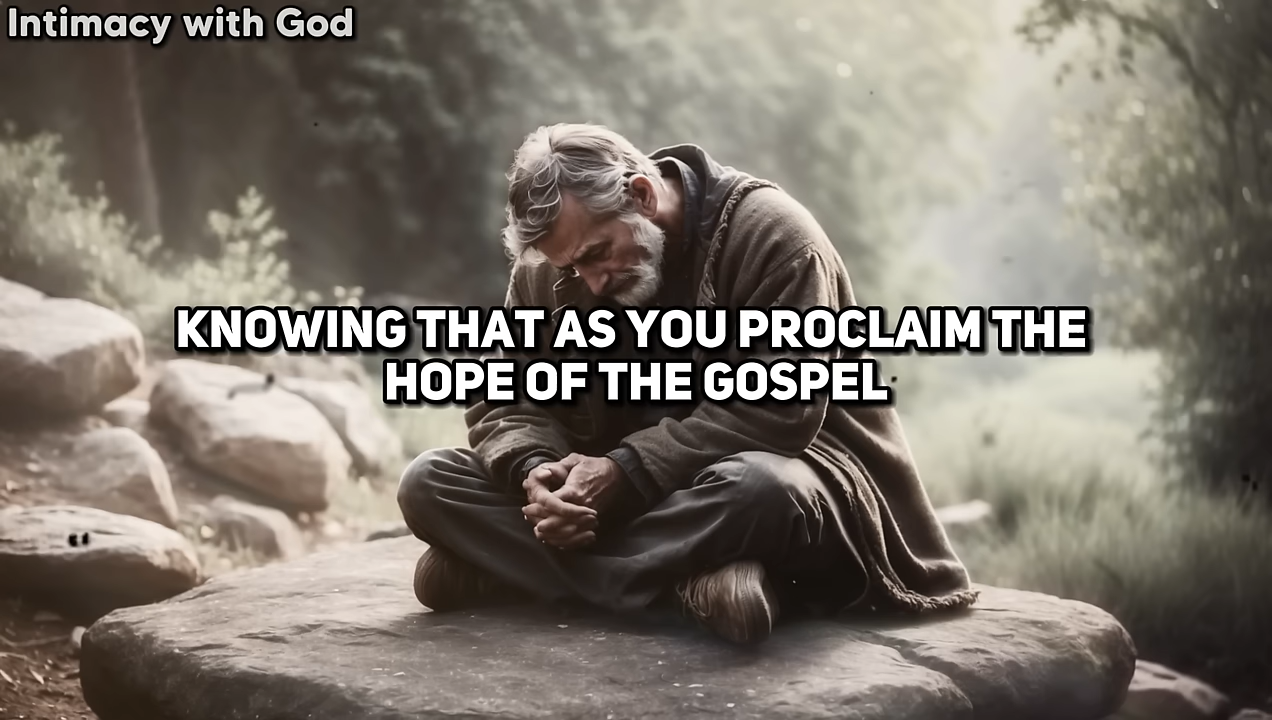 Intimacy with God
KNOWING THAT AS YOU PROCLAIM THE
HOPE OF THE GOSPEL